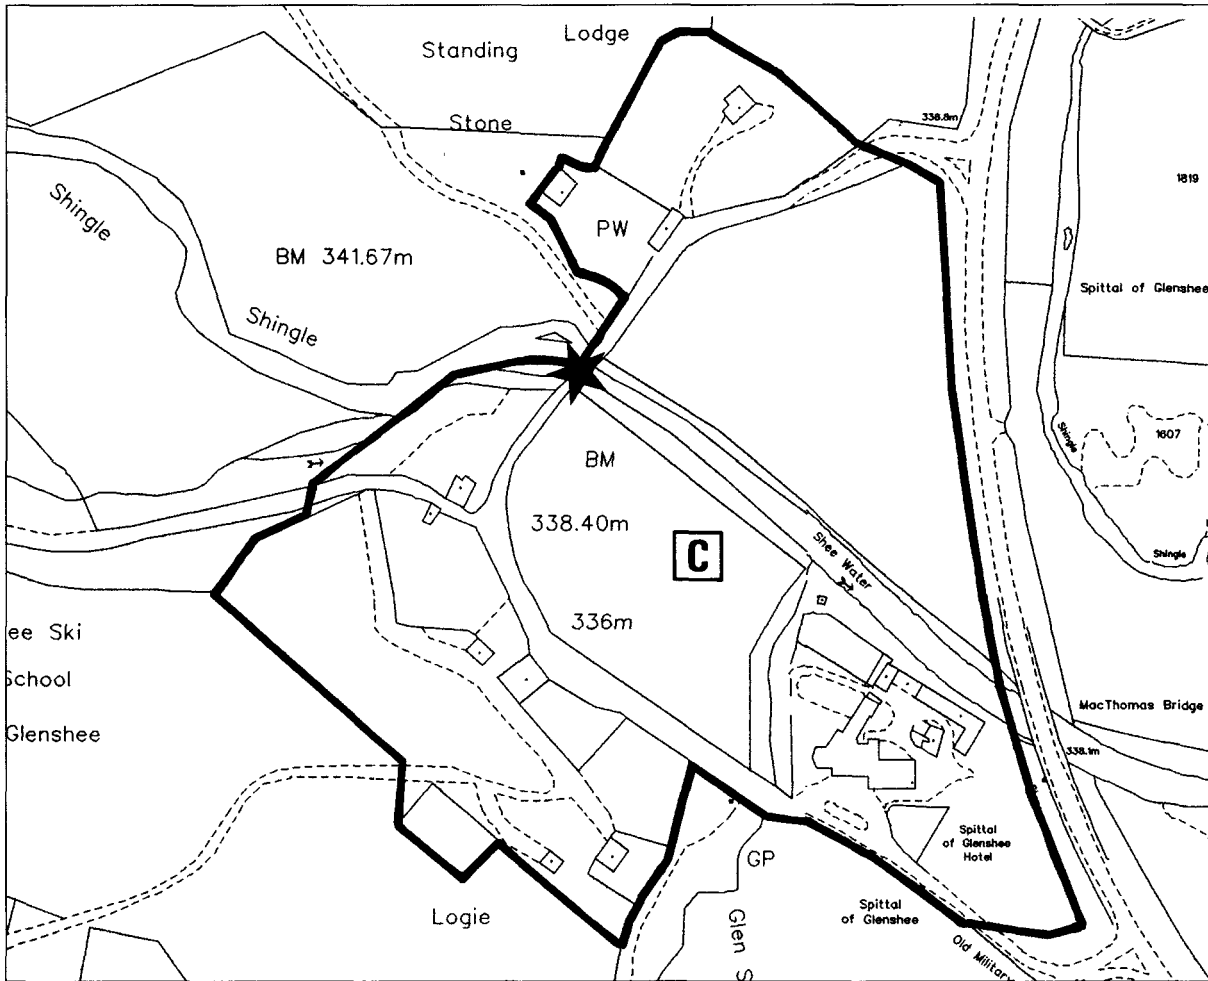 Lodge
Standing
Stone
338.8m
1819
Shingle
PW
BM 341.67m
Spittal of Glenshee
Shingle
Shingle
1607
BM
338.40m
C
Shee Water
Shingle
336m
ee Ski
School
Glenshee
MacThomas Bridge
338.1m
Spittal
of Glenshee
Hotel
GP
Spittal
of Glenshee
Logie
Glen S
Old Military